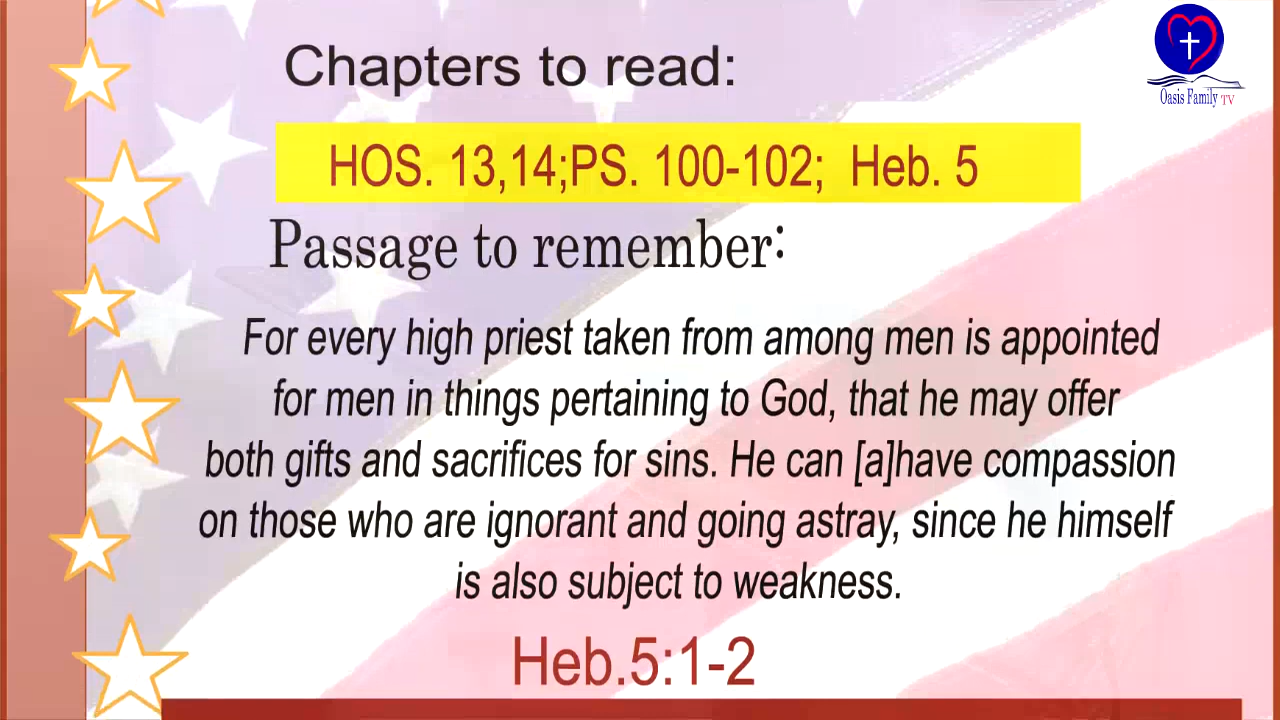 Oasis Family TV
Chapters to read:
HOS. 13,14;PS. 100-102; Heb. 5
Passage to remember:
For every high priest taken from among men is appointed
for men in things pertaining to God, that he may offer
both gifts and sacrifices for sins. He can [a]have compassion
on those who are ignorant and going astray, since he himself
is also subject to weakness.
Heb.5:1-2